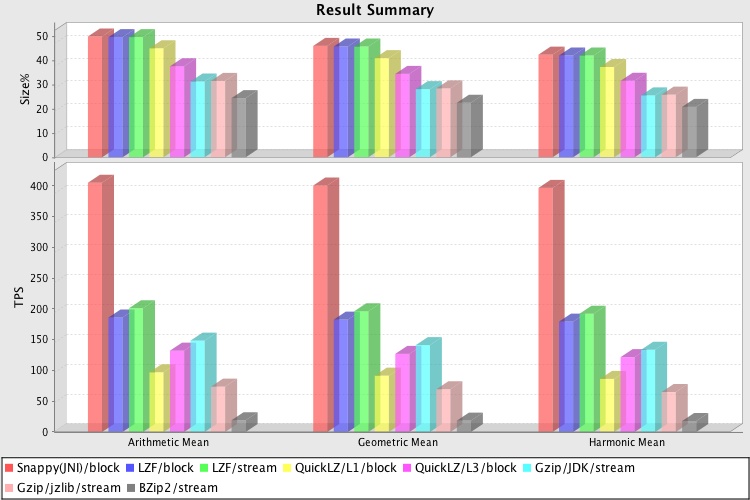 Result Summary
50
40
30
20
10
0
Size%
400
350
300
250
200
150
100
50
0
TPS
Arithmetic Mean Geometric Mean Harmonic Mean
Snappy(JNI)/block LZF/block LZF/stream QuickLZ/L1/block QuickLZ/L3/block Gzip/JDK/stream
Gzip/jzlib/stream BZip2/stream